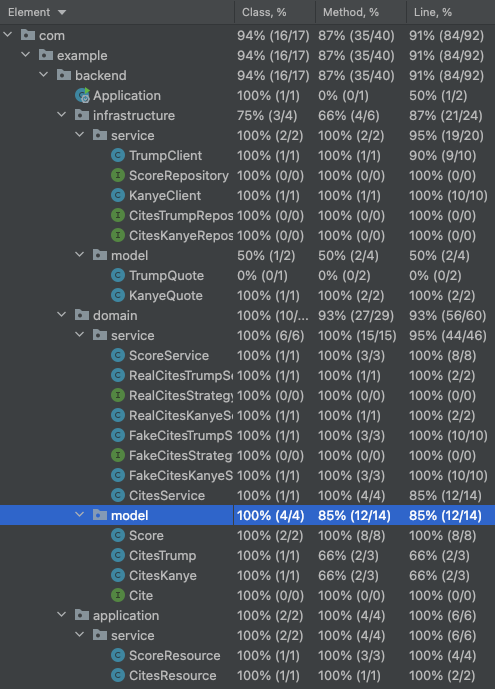 Element Class, % Method, % Line, %
com 94% (16/17) 87% (35/40) 91% (84/92)
example 94% (16/17) 87% (35/40) 91% (84/92)
backend 94% (16/17) 87% (35/40) 91% (84/92)
Application 100% (1/1) 0% (0/1) 50% (1/2)
infrastructure 75% (3/4) 66% (4/6) 87% (21/24)
service 100% (2/2) 100% (2/2) 95% (19/20)
TrumpClient 100% (1/1) 100% (1/1) 90% (9/10)
ScoreRepository 100% (0/0) 100% (0/0) 100% (0/0)
KanyeClient 100% (1/1) 100% (1/1) 100% (10/10)
CitesTrumpRepos 100% (0/0) 100% (0/0) 100% (0/0)
CitesKanyeRepos 100% (0/0) 100% (0/0) 100% (0/0)
model 50% (1/2) 50% (2/4) 50% (2/4)
TrumpQuote 0% (0/1) 0% (0/2) 0% (0/2)
KanyeQuote 100% (1/1) 100% (2/2) 100% (2/2)
domain 100% (10/... 93% (27/29) 93% (56/60)
service 100% (6/6) 100% (15/15) 95% (44/46)
ScoreService 100% (1/1) 100% (3/3) 100% (8/8)
RealCitesTrumpSe 100% (1/1) 100% (1/1) 100% (2/2)
RealCitesStrategy 100% (0/0) 100% (0/0) 100% (0/0)
RealCitesKanyeSe 100% (1/1) 100% (1/1) 100% (2/2)
FakeCitesTrumpS 100% (1/1) 100% (3/3) 100% (10/10)
FakeCitesStrateg 100% (0/0) 100% (0/0) 100% (0/0)
FakeCitesKanyeS 100% (1/1) 100% (3/3) 100% (10/10)
CitesService 100% (1/1) 100% (4/4) 85% (12/14)
model 100% (4/4) 85% (12/14) 85% (12/14)
Score 100% (2/2) 100% (8/8) 100% (8/8)
CitesTrump 100% (1/1) 66% (2/3) 66% (2/3)
CitesKanye 100% (1/1) 66% (2/3) 66% (2/3)
Cite 100% (0/0) 100% (0/0) 100% (0/0)
application 100% (2/2) 100% (4/4) 100% (6/6)
service 100% (2/2) 100% (4/4) 100% (6/6)
ScoreResource 100% (1/1) 100% (3/3) 100% (4/4)
CitesResource 100% (1/1) 100% (1/1) 100% (2/2)